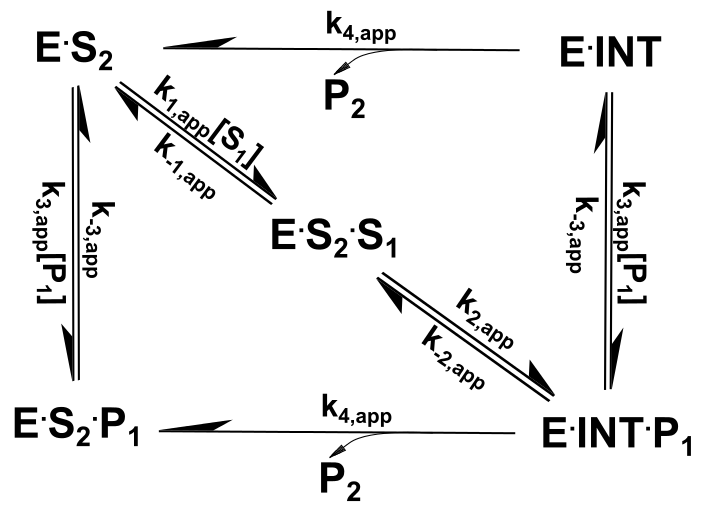 k4,app
E·S2
E·INT
P2
k1,app[S1]
k-1,app
k3,app[P1]
k-3,app
k-3,app
k3,app[P1]
E·S2·S1
k2,app
k-2,app
k4,app
E·S2·P1
E·INT·P1
P2